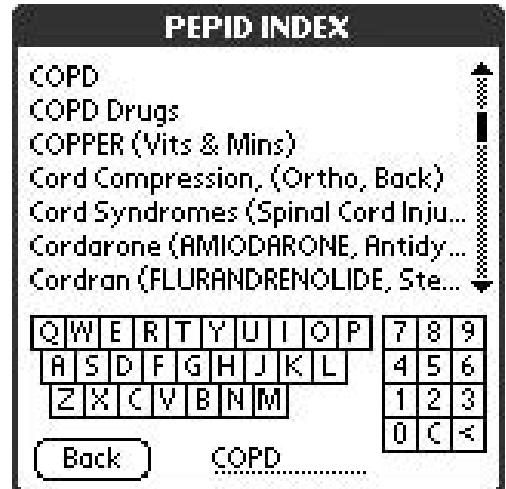 PEPID INDEX
COPD
COPD Drugs
COPPER (Vits & Mins)
Cord Compression, (Ortho, Back)
Cord Syndromes (Spinal Cord Inju...
Cordarone (AMIODARONE, Antidy...
Cordran (FLURANDRENOLIDE, Ste...
Q W E R T Y U I O P 7 8 9
A S D F G H J K L 4 5 6
Z X C V B N M 1 2 3
0 C <
Back COPD